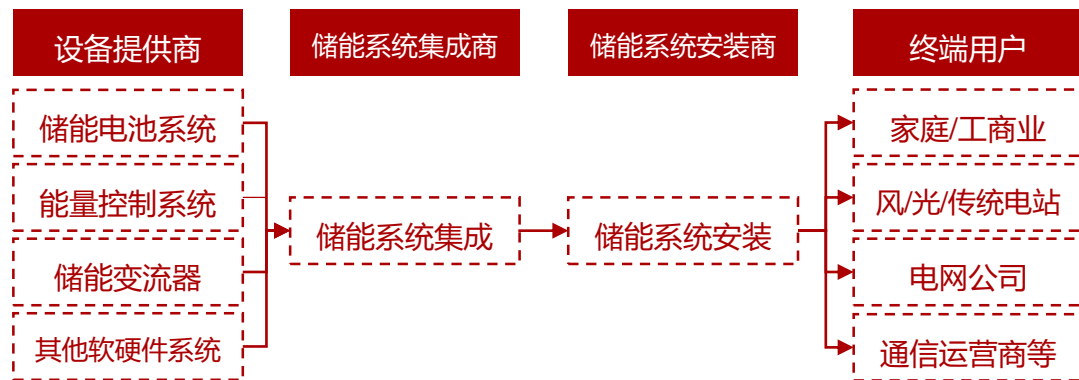 设备提供商
储能系统集成商
储能系统安装商
终端用户
储能电池系统
能量控制系统
储能变流器
其他软硬件系统
储能系统集成
储能系统安装
家庭/工商业
风/光/传统电站
电网公司
通信运营商等